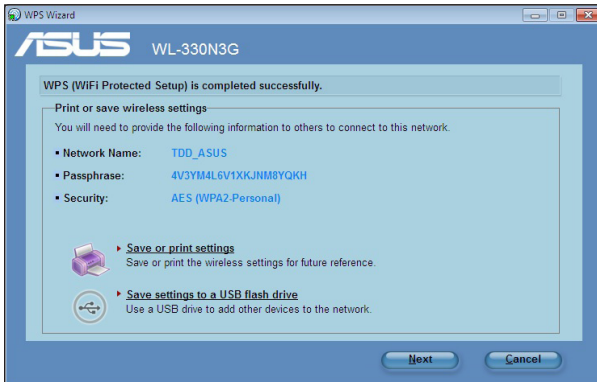 WPS Wizard
ASUS WL-330N3G
WPS (WiFi Protected Setup) is completed successfully.
Print or save wireless settings
You will need to provide the following information to others to connect to this network.
Network Name: TDD_ASUS
Passphrase: 4V3YM4L6V1XKJNM8YQKH
Security: AES (WPA2-Personal)
Save or print settings
Save or print the wireless settings for future reference.
Save settings to a USB flash drive
Use a USB drive to add other devices to the network.
Next Cancel